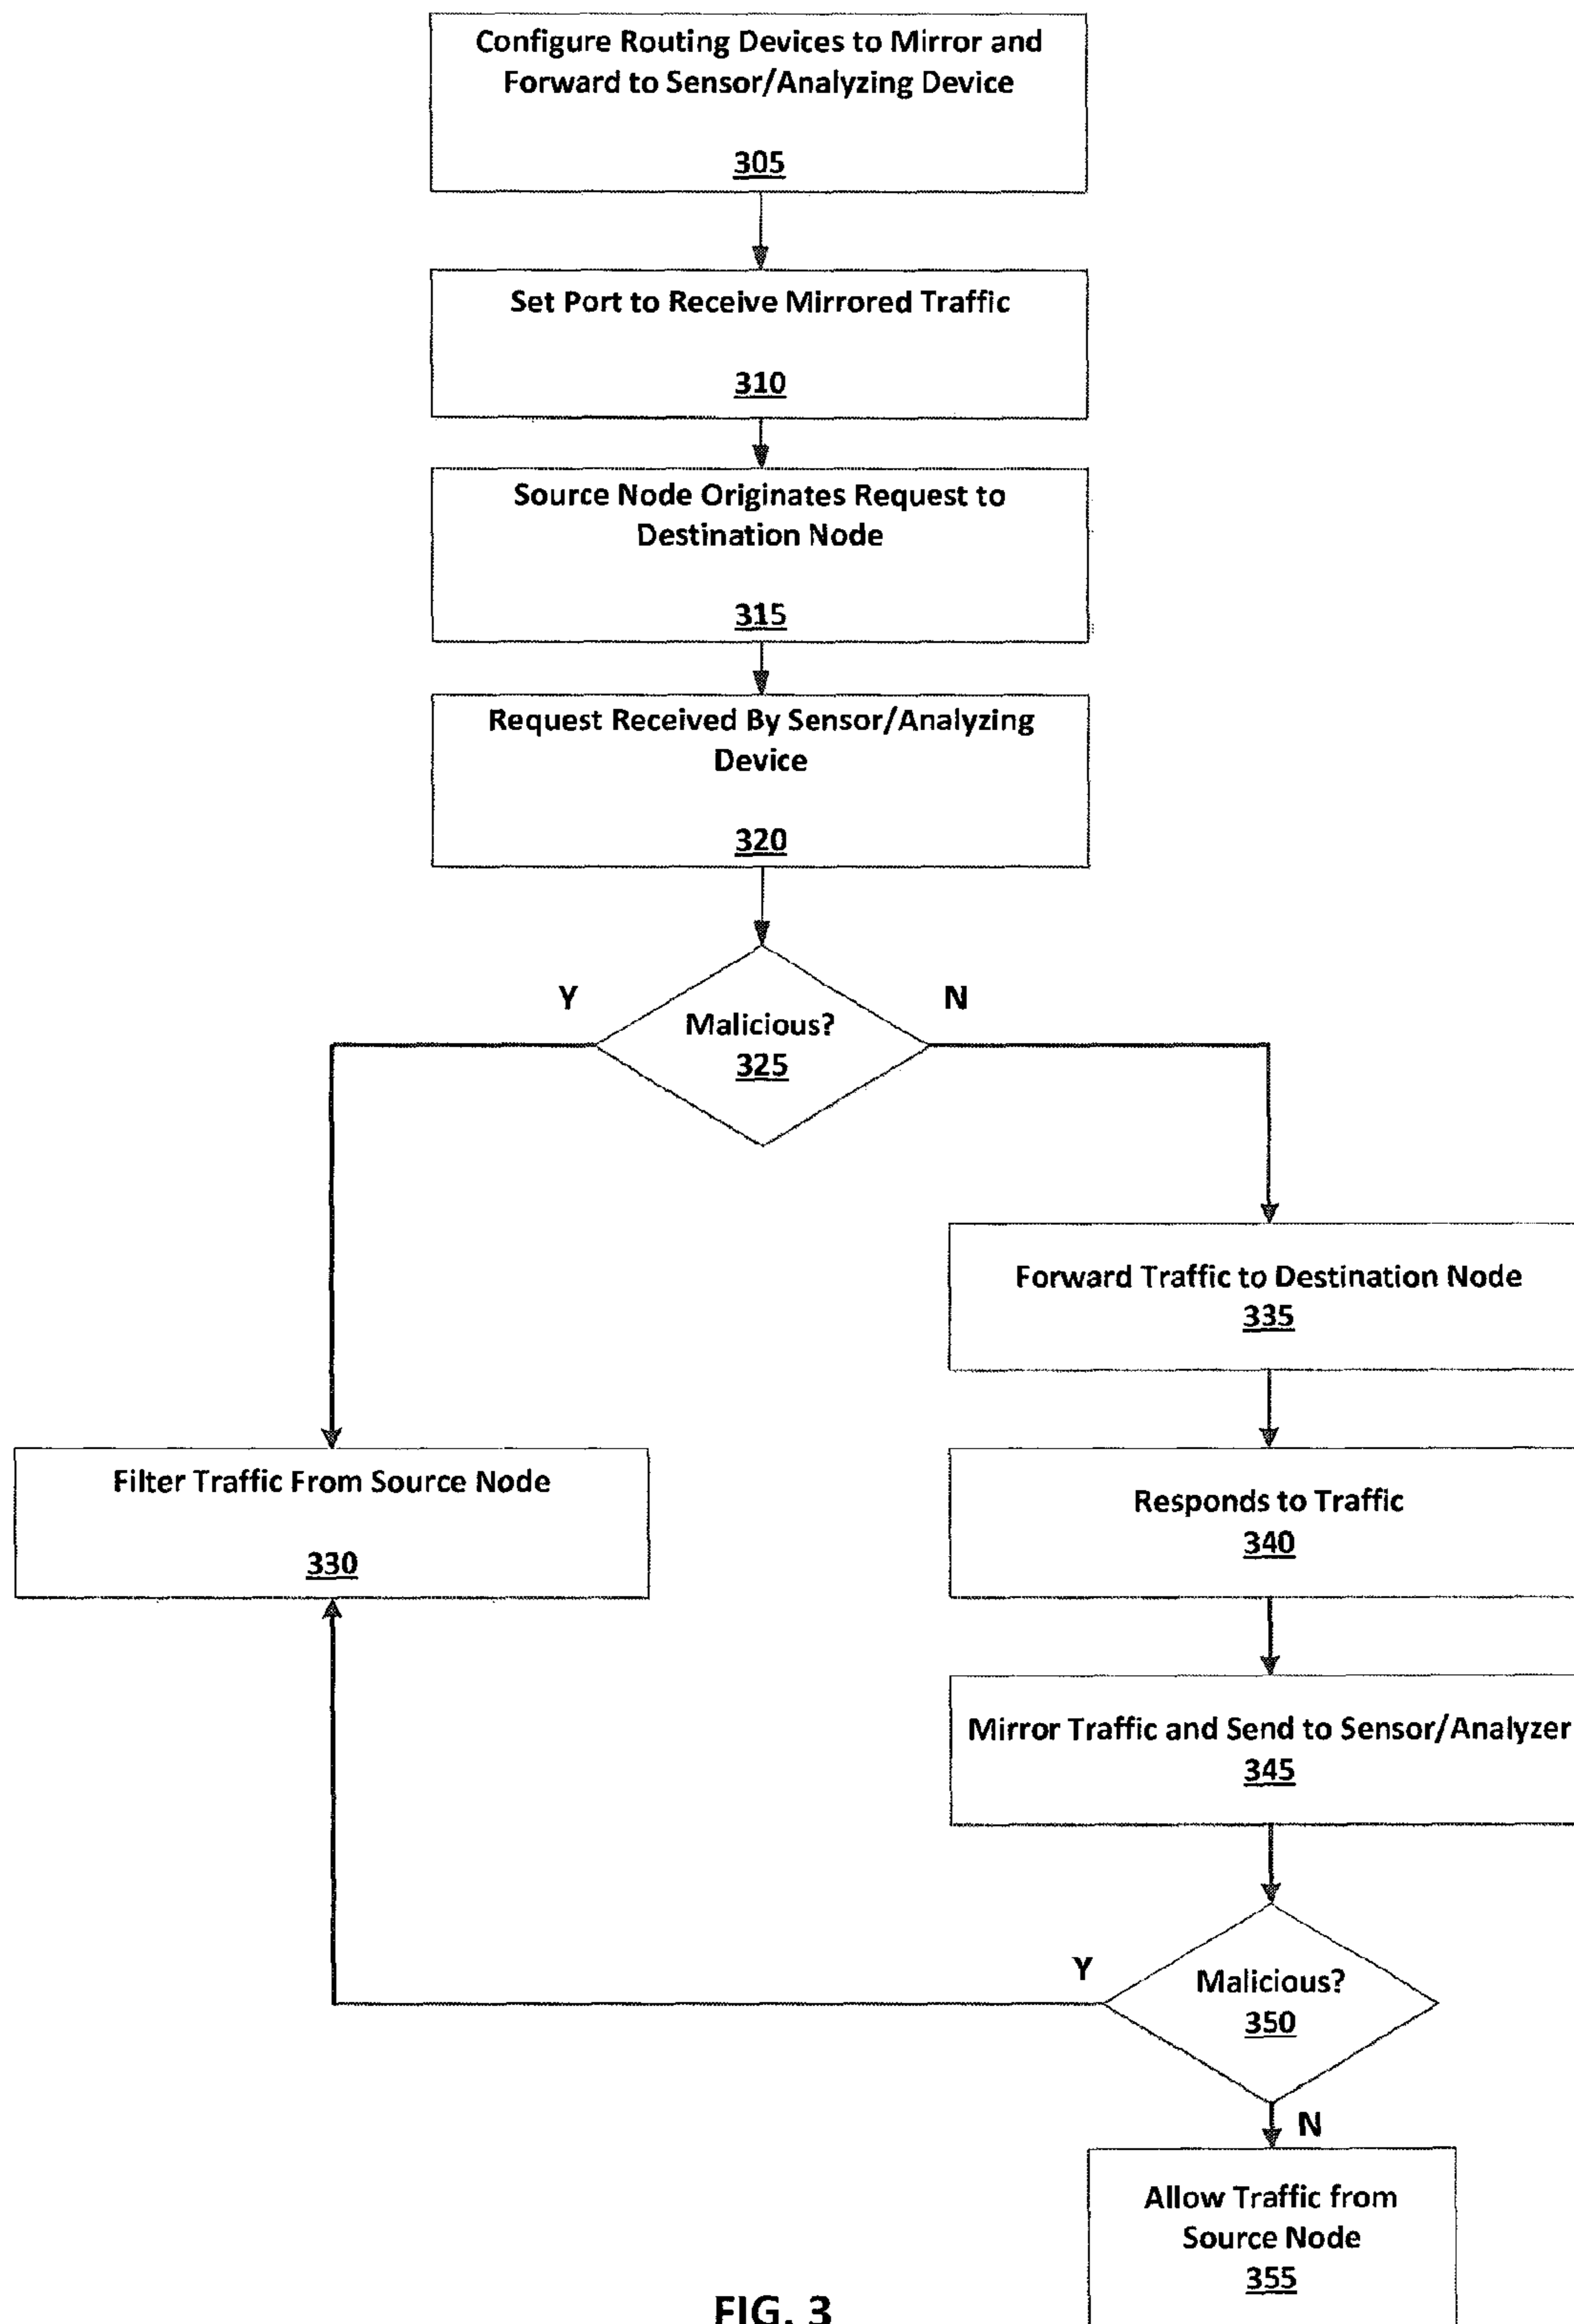 Configure Routing Devices to Mirror and
Forward to Sensor/Analyzing Device
305
Set Port to Receive Mirrored Traffic
310
Source Node Originates Request to
Destination Node
315
Request Received By Sensor/Analyzing
Device
320
Y
N
Malicious?
325
Forward Traffic to Destination Node
335
Filter Traffic From Source Node
330
Responds to Traffic
340
Mirror Traffic and Send to Sensor/Analyzer
345
Y
Malicious?
350
N
Allow Traffic from
Source Node
355
FIG. 3